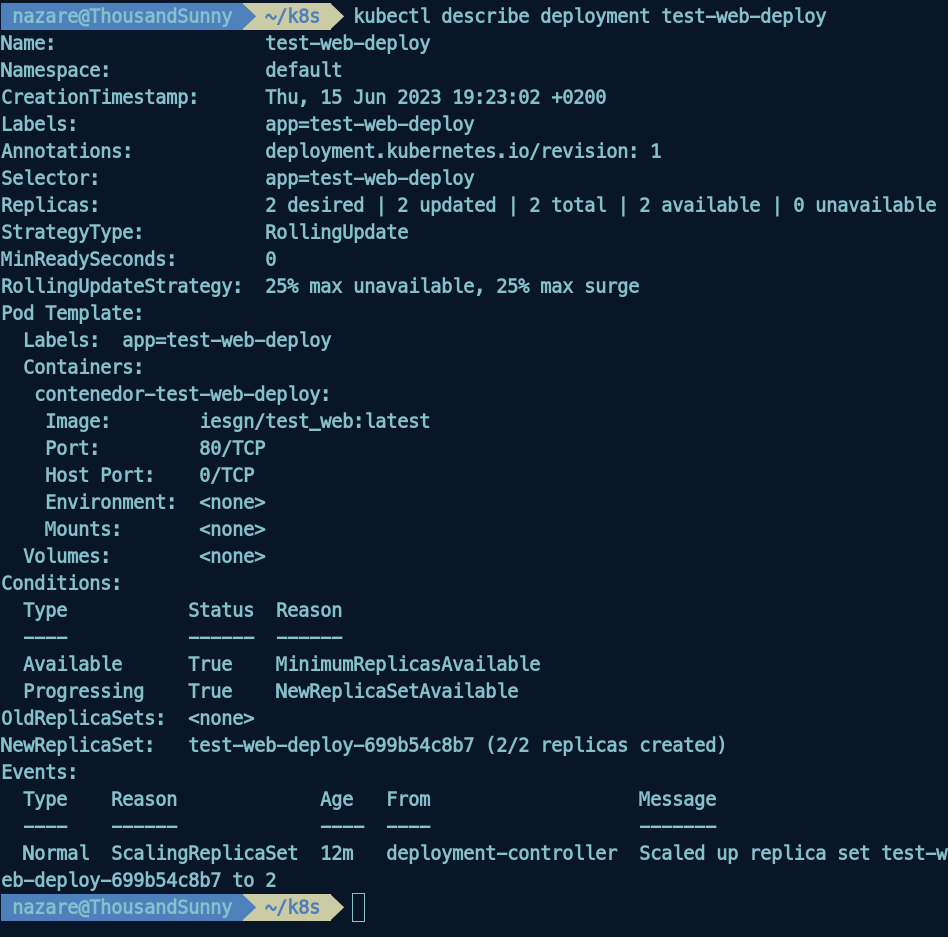 nazare@ThousandSunny ~/k8s kubectl describe deployment test-web-deploy
Name:                   test-web-deploy
Namespace:              default
CreationTimestamp:      Thu, 15 Jun 2023 19:23:02 +0200
Labels:                 app=test-web-deploy
Annotations:            deployment.kubernetes.io/revision: 1
Selector:               app=test-web-deploy
Replicas:               2 desired | 2 updated | 2 total | 2 available | 0 unavailable
StrategyType:           RollingUpdate
MinReadySeconds:        0
RollingUpdateStrategy:  25% max unavailable, 25% max surge
Pod Template:
  Labels:  app=test-web-deploy
  Containers:
   contenedor-test-web-deploy:
    Image:        iesgn/test_web:latest
    Port:         80/TCP
    Host Port:    0/TCP
    Environment:  <none>
    Mounts:       <none>
  Volumes:        <none>
Conditions:
  Type           Status  Reason
  ----           ------  ------
  Available      True    MinimumReplicasAvailable
  Progressing    True    NewReplicaSetAvailable
OldReplicaSets:  <none>
NewReplicaSet:   test-web-deploy-699b54c8b7 (2/2 replicas created)
Events:
  Type    Reason             Age   From                   Message
  ----    ------             ----  ----                   -------
  Normal  ScalingReplicaSet  12m   deployment-controller  Scaled up replica set test-w
eb-deploy-699b54c8b7 to 2
nazare@ThousandSunny ~/k8s